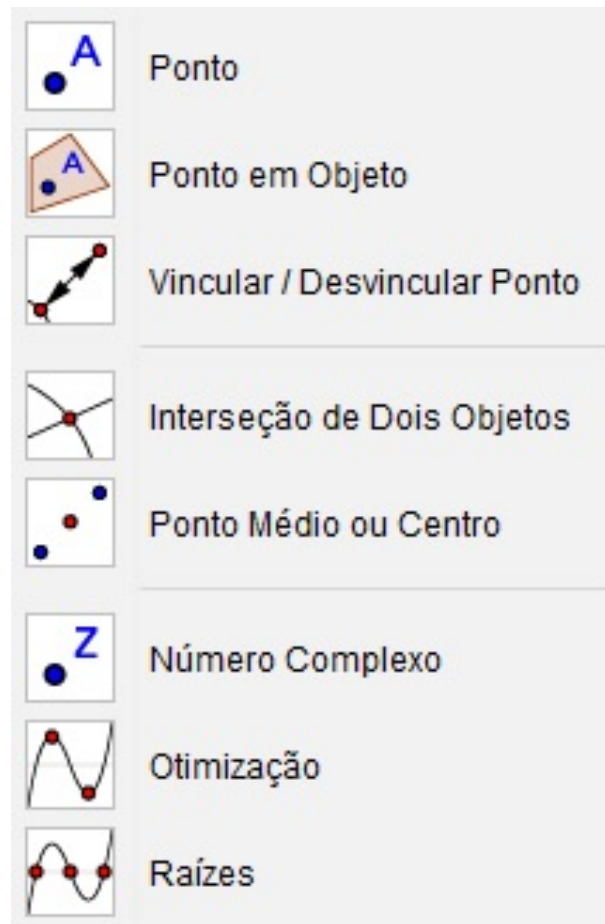 A
Ponto
A
Ponto em Objeto
Vincular / Desvincular Ponto
Interseção de Dois Objetos
Ponto Médio ou Centro
Z
Número Complexo
Otimização
Raízes